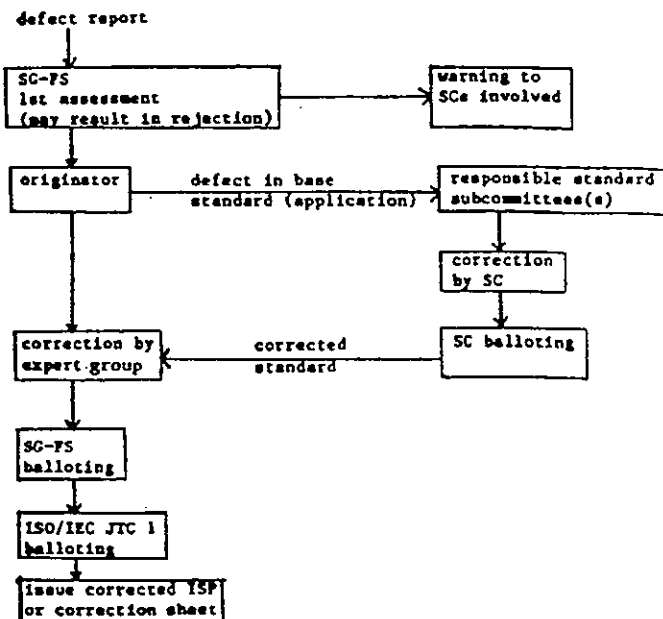 defect report
SG-FS
1st assessment
(may result in rejection)
warning to
SCs involved
originator
defect in base
standard (application)
responsible standard
subcommittees(s)
correction
by SC
SC balloting
corrected
standard
correction by
expert group
SG-FS
balloting
ISO/IEC JTC 1
balloting
issue corrected ISP
or correction sheet